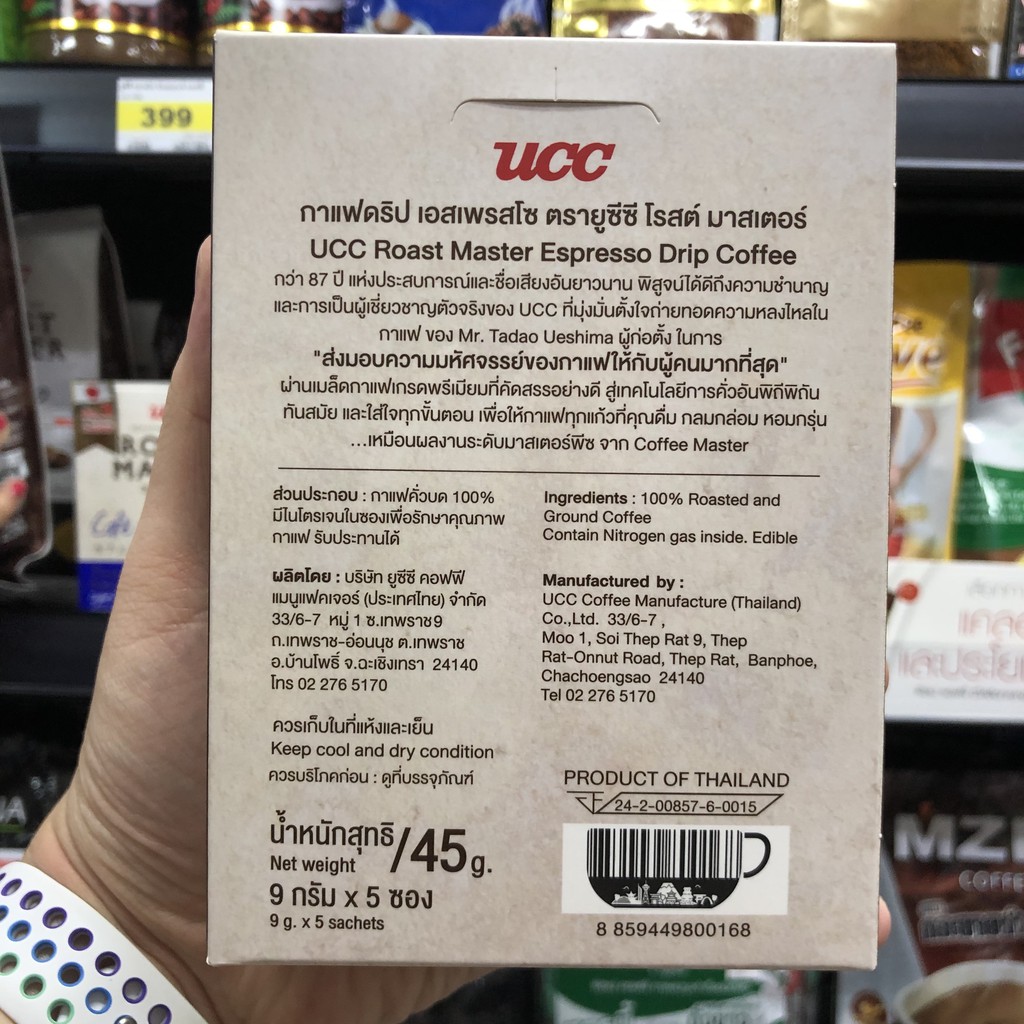 399
ucc
กาแฟดริป เอสเพรสโซ ตรายูซีซี โรสต์ มาสเตอร์
UCC Roast Master Espresso Drip Coffee
กว่า 87 ปี แห่งประสบการณ์และชื่อเสียงอันยาวนาน พิสูจน์ได้ดีถึงความชำนาญ
และการเป็นผู้เชี่ยวชาญตัวจริงของ UCC ที่มุ่งมั่นตั้งใจถ่ายทอดความหลงใหลใน
กาแฟ ของ Mr. Tadao Ueshima ผู้ก่อตั้ง ในการ
"ส่งมอบความมหัศจรรย์ของกาแฟให้กับผู้คนมากที่สุด"
ผ่านเมล็ดกาแฟเกรดพรีเมียมที่คัดสรรอย่างดี สู่เทคโนโลยีการคั่วอันพิถีพิถัน
ทันสมัย และใส่ใจทุกขั้นตอน เพื่อให้กาแฟทุกแก้วที่คุณดื่ม กลมกล่อม หอมกรุ่น
...เหมือนผลงานระดับมาสเตอร์พีซ จาก Coffee Master
ส่วนประกอบ : กาแฟคั่วบด 100%
มีไนโตรเจนในซองเพื่อรักษาคุณภาพ
กาแฟ รับประทานได้
Ingredients : 100% Roasted and
Ground Coffee
Contain Nitrogen gas inside. Edible
ผลิตโดย : บริษัท ยูซีซี คอฟฟี
แมนูแฟคเจอร์ (ประเทศไทย) จำกัด
33/6-7 หมู่ 1 ซ.เทพราช9
ถ.เทพราช-อ่อนนุช ต.เทพราช
อ.บ้านโพธิ์ จ.ฉะเชิงเทรา 24140
โทร 02 276 5170
Manufactured by :
UCC Coffee Manufacture (Thailand)
Co.,Ltd. 33/6-7 ,
Moo 1, Soi Thep Rat 9, Thep
Rat-Onnut Road, Thep Rat, Banphoe,
Chachoengsao 24140
Tel 02 276 5170
ควรเก็บในที่แห้งและเย็น
Keep cool and dry condition
ควรบริโภคก่อน : ดูที่บรรจุภัณฑ์
น้ำหนักสุทธิ
Net weight /45 g.
9 กรัม x 5 ซอง
9 g. x 5 sachets
PRODUCT OF THAILAND
24-2-00857-6-0015
8 859449800168
MZ
COFFE